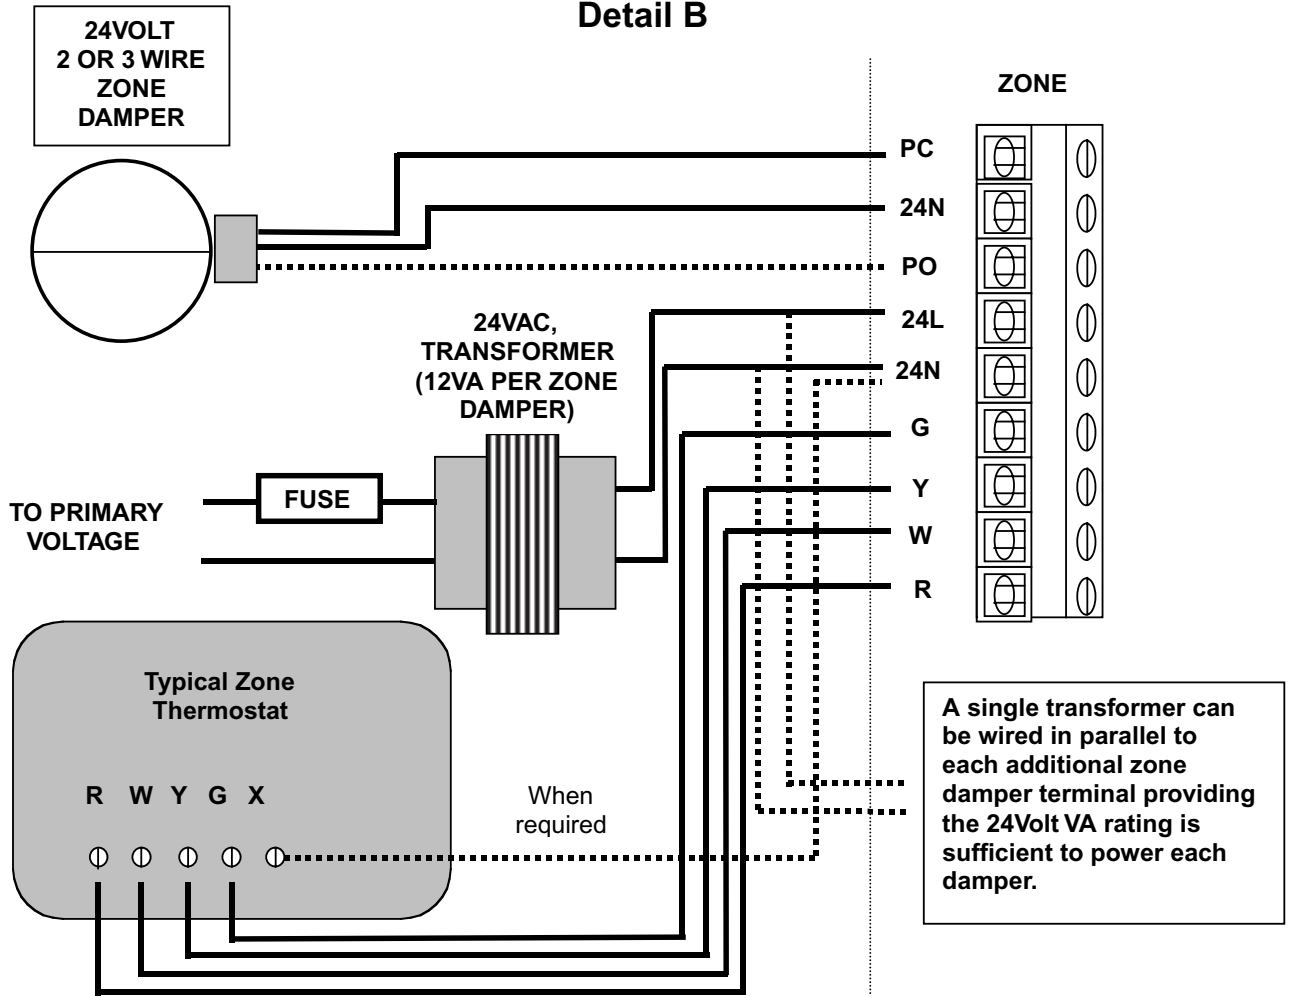 Detail B
24VOLT
2 OR 3 WIRE
ZONE
DAMPER
ZONE
PC
24N
PO
24L
24N
G
Y
W
R
24VAC,
TRANSFORMER
(12VA PER ZONE
DAMPER)
FUSE
TO PRIMARY
VOLTAGE
Typical Zone
Thermostat
R W Y G X
When
required
A single transformer can
be wired in parallel to
each additional zone
damper terminal providing
the 24Volt VA rating is
sufficient to power each
damper.